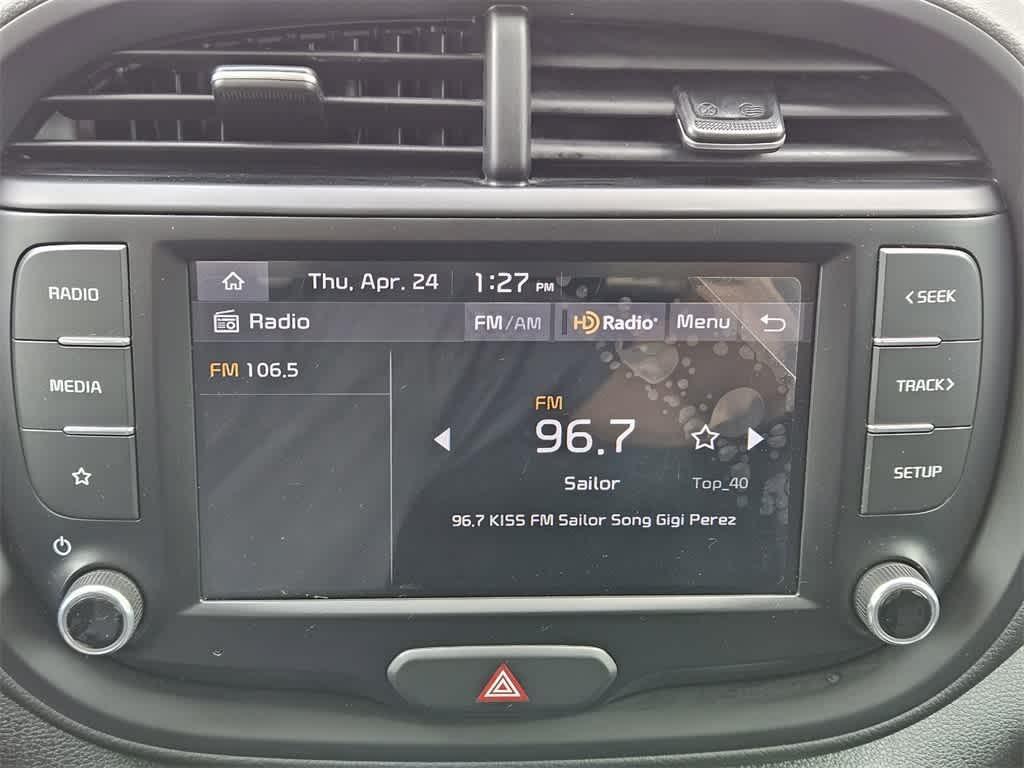 Thu, Apr. 24 1:27 PM
Radio FM/AM HD Radio Menu
FM 106.5
FM
96.7
Sailor Top_40
96.7 KISS FM Sailor Song Gigi Perez
RADIO
MEDIA
< SEEK
TRACK >
SETUP